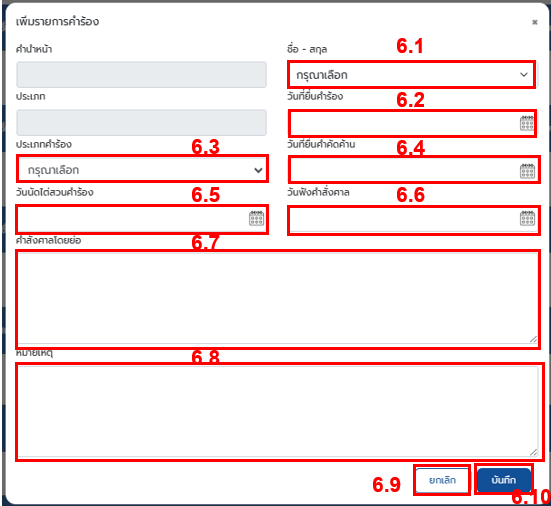 เพิ่มรายการคำร้อง ×
คำนำหน้า ชื่อ - สกุล 6.1
กรุณาเลือก
ประเภท วันที่ยื่นคำร้อง 6.2
ประเภทคำร้อง 6.3 วันที่ยื่นคำคัดค้าน 6.4
กรุณาเลือก
วันนัดไต่สวนคำร้อง 6.5 วันฟังคำสั่งศาล 6.6
คำสั่งศาลโดยย่อ 6.7
หมายเหตุ 6.8
6.9 ยกเลิก บันทึก 6.10